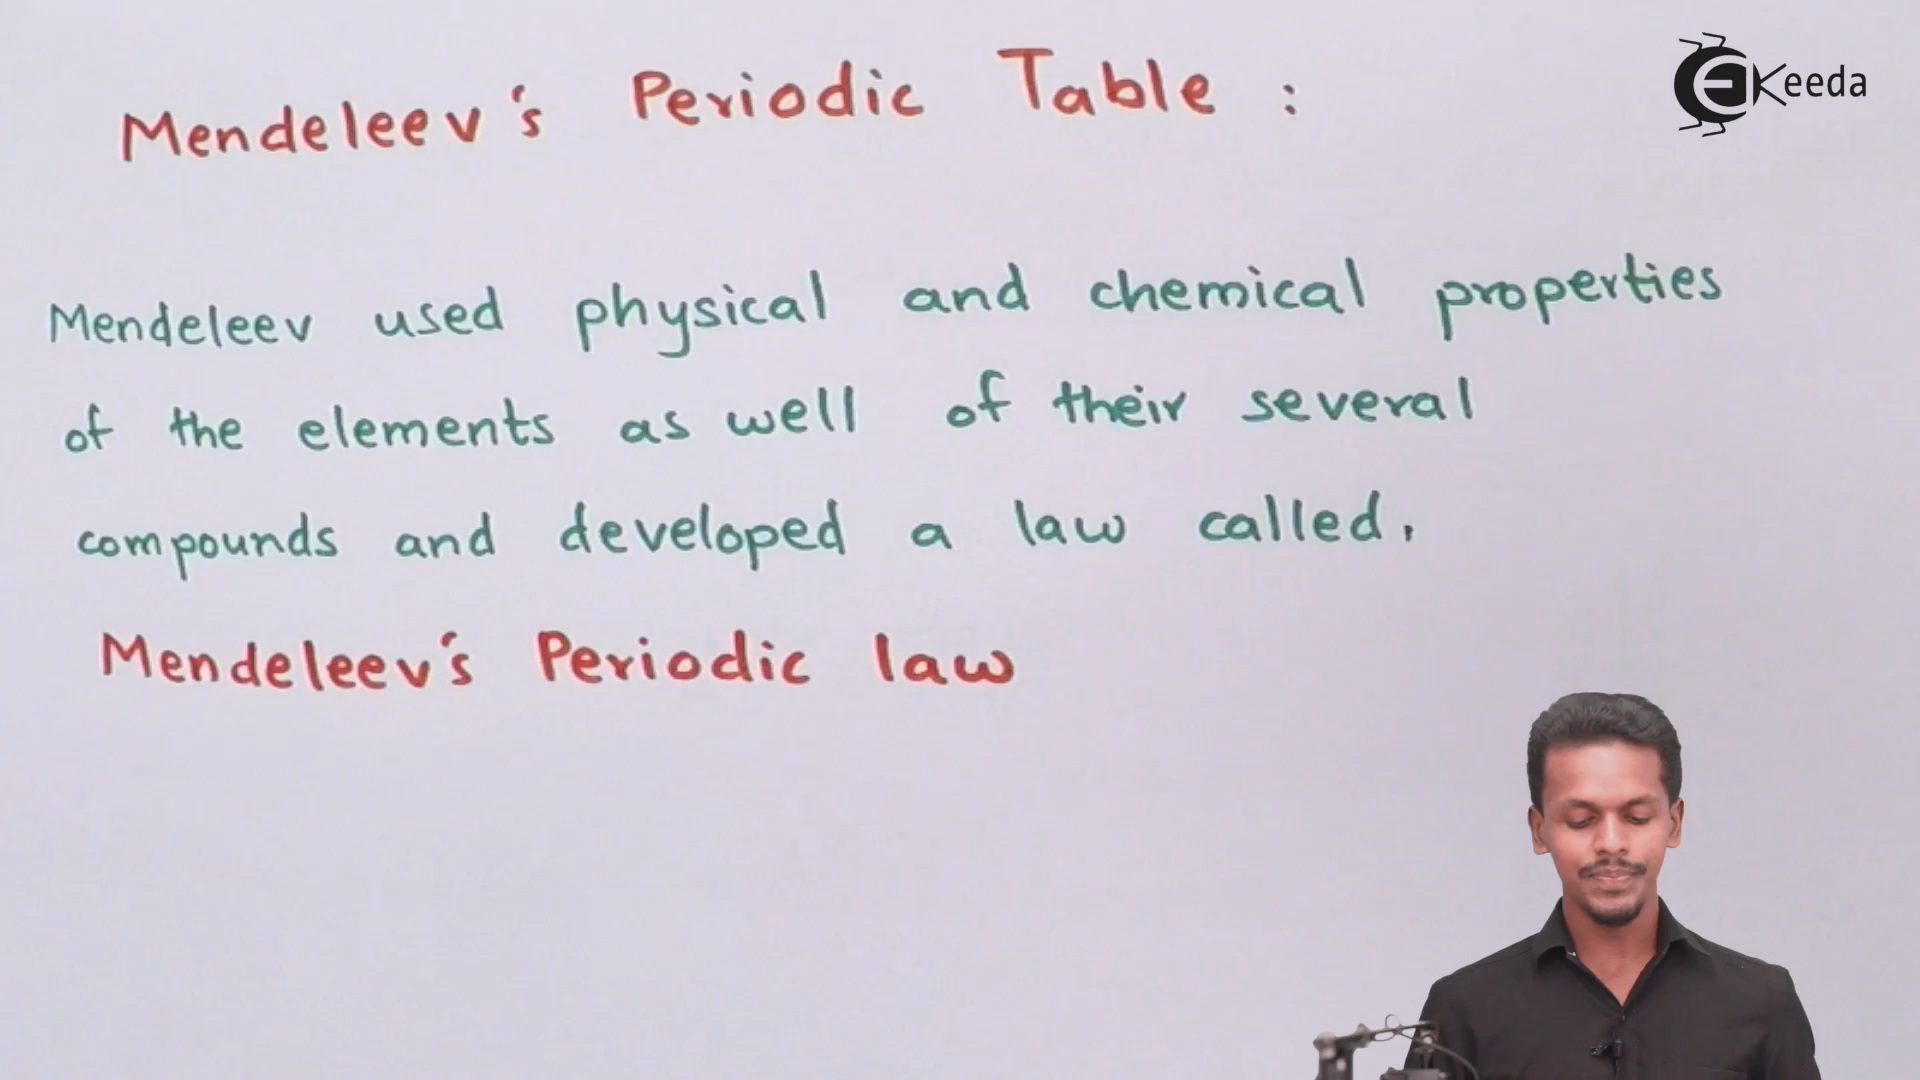 Mendeleev's Periodic Table :
EKeeda
Mendeleev used physical and chemical properties
of the elements as well of their several
compounds and developed a law called.
Mendeleev's Periodic law